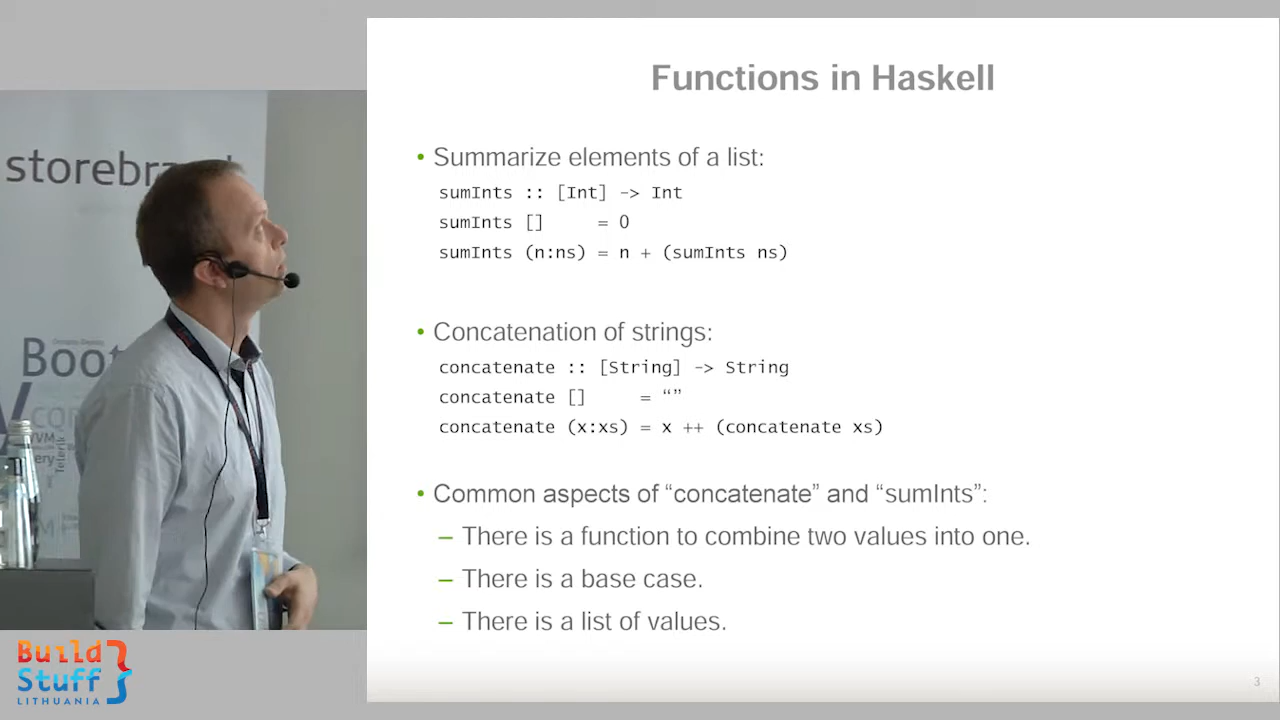 Functions in Haskell
• Summarize elements of a list:
sumInts :: [Int] -> Int
sumInts []     = 0
sumInts (n:ns) = n + (sumInts ns)
• Concatenation of strings:
concatenate :: [String] -> String
concatenate []     = “”
concatenate (x:xs) = x ++ (concatenate xs)
• Common aspects of “concatenate” and “sumInts”:
– There is a function to combine two values into one.
– There is a base case.
– There is a list of values.
3
Boot
Telerik
Build
Stuff
LITHUANIA